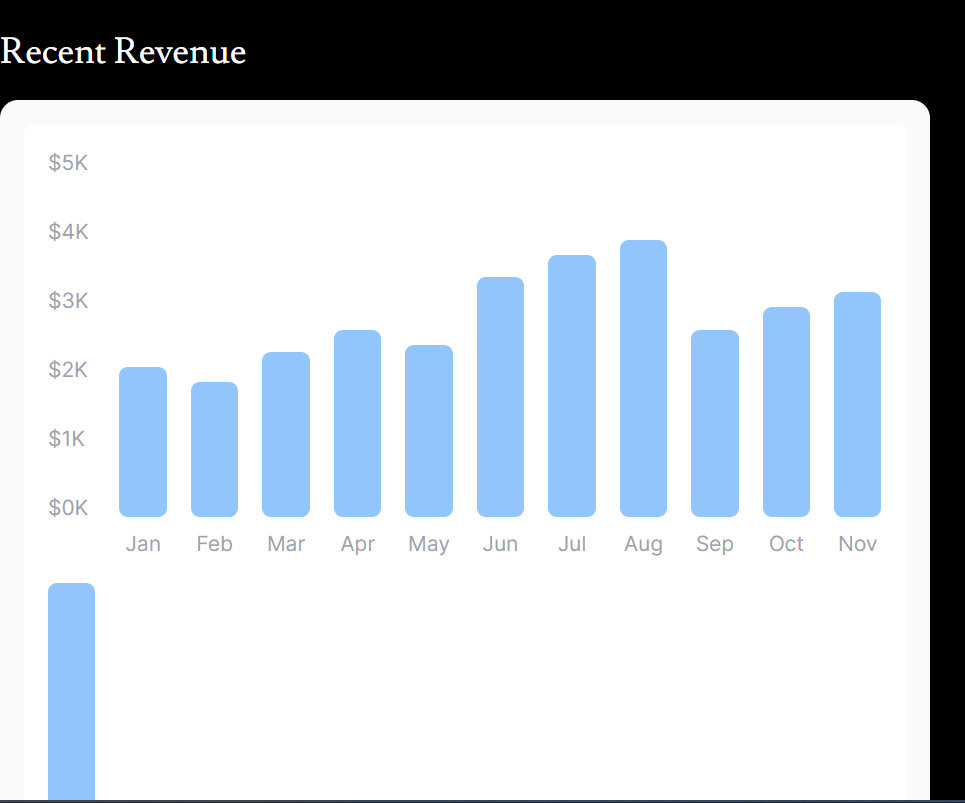 Recent Revenue
$5K
$4K
$3K
$2K
$1K
$0K
Jan Feb Mar Apr May Jun Jul Aug Sep Oct Nov